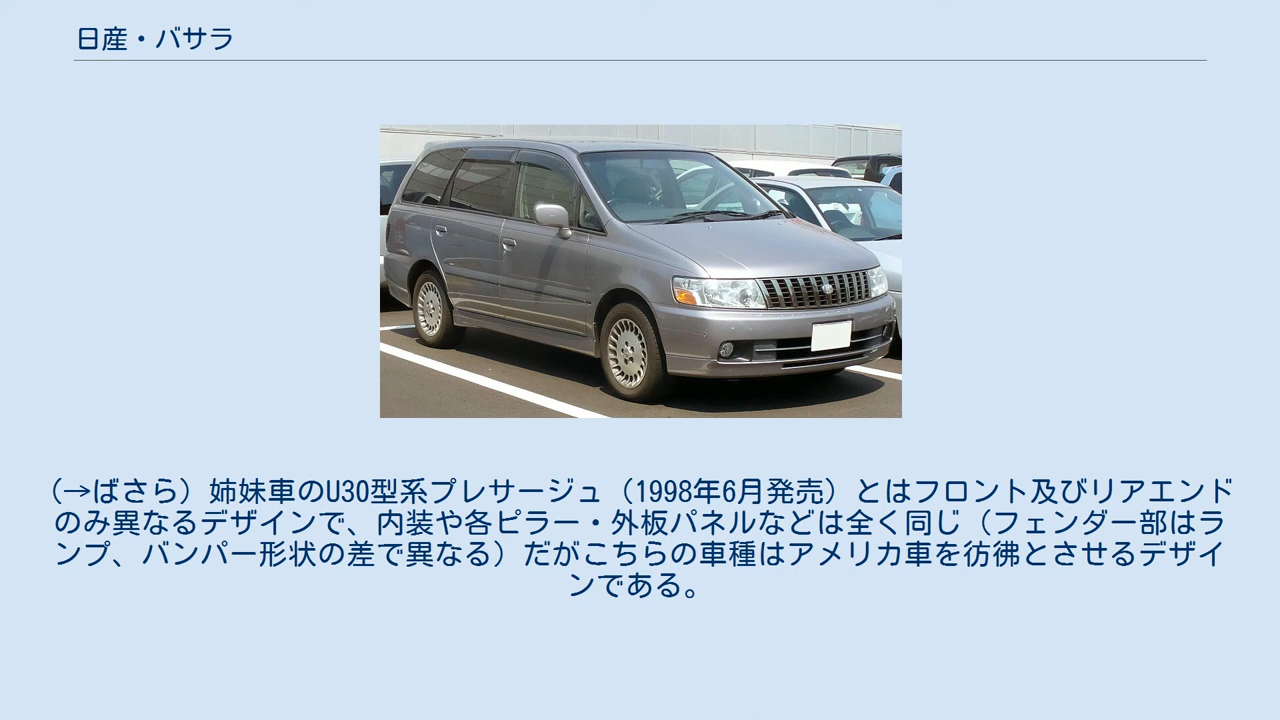 日産・バサラ
(→ばさら）姉妹車のU30型系プレサージュ（1998年6月発売）とはフロント及びリアエンド
のみ異なるデザインで、内装や各ピラー・外板パネルなどは全く同じ（フェンダー部はラ
ンプ、バンパー形状の差で異なる）だがこちらの車種はアメリカ車を彷彿とさせるデザイ
ンである。